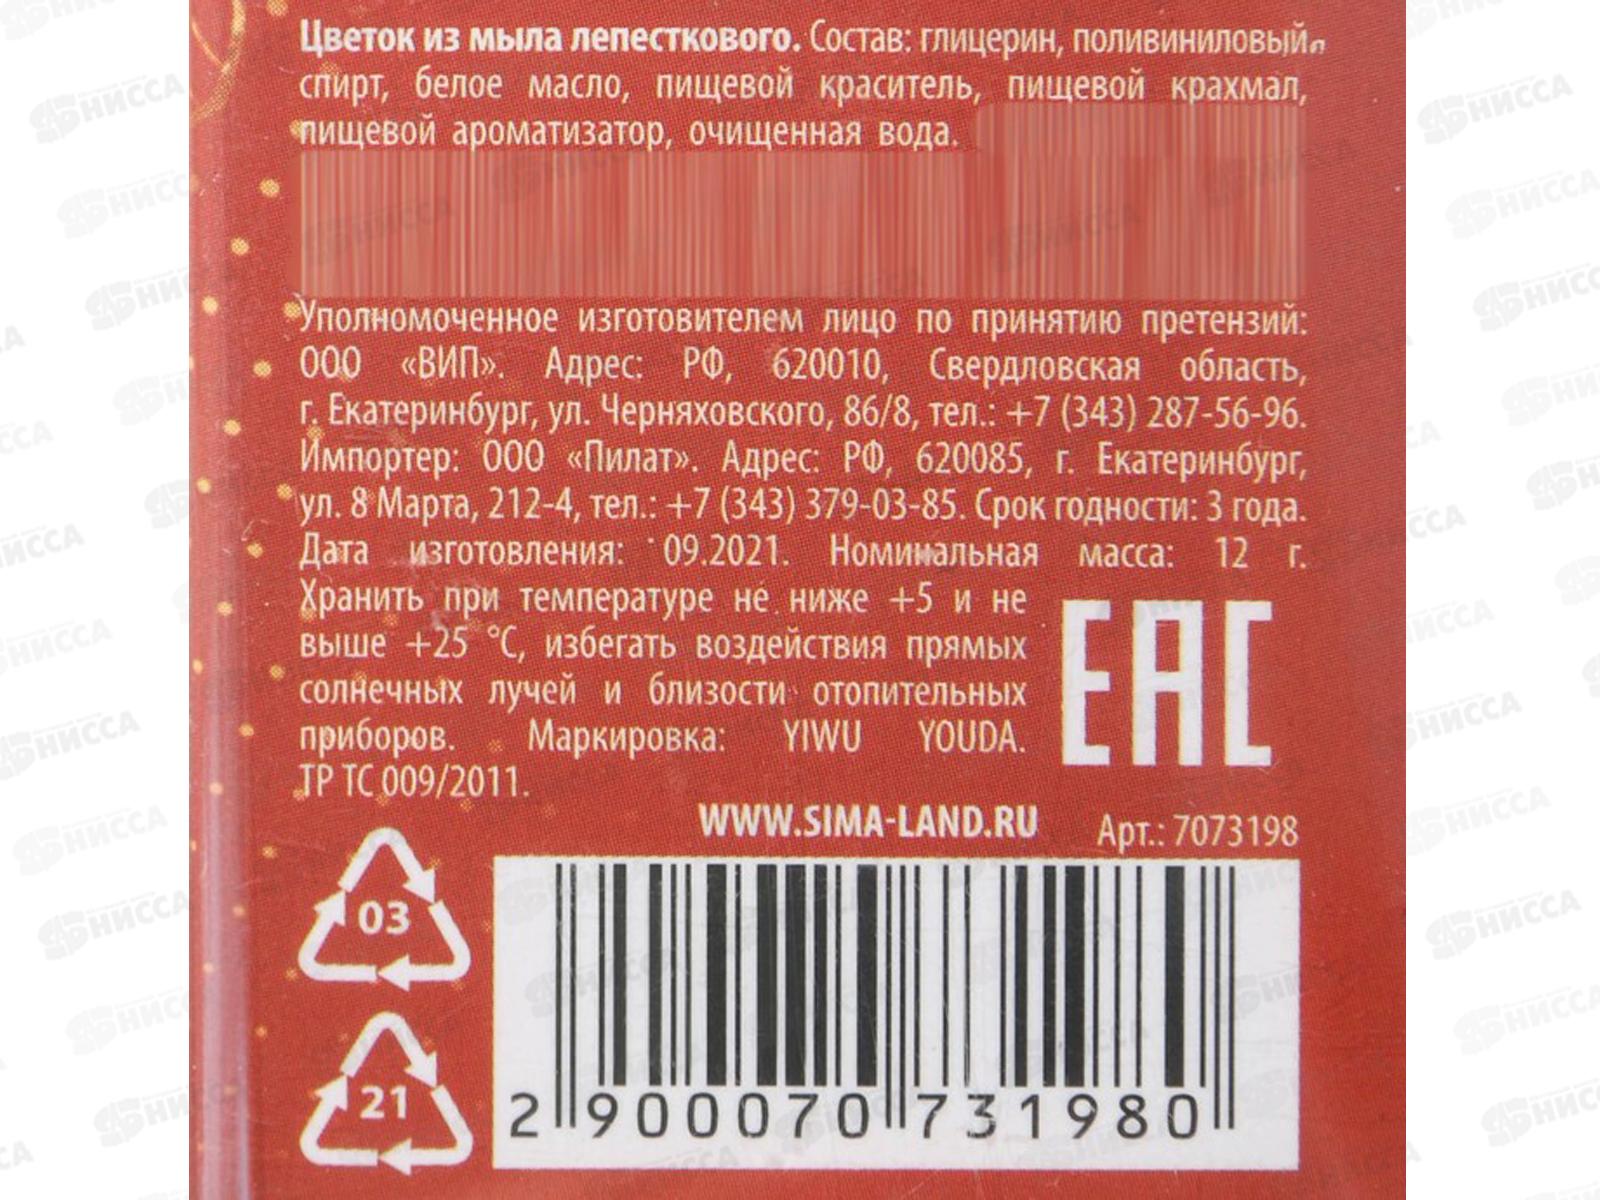 Цветок из мыла лепесткового. Состав: глицерин, поливиниловый
спирт, белое масло, пищевой краситель, пищевой крахмал,
пищевой ароматизатор, очищенная вода.
Уполномоченное изготовителем лицо по принятию претензий:
ООО «ВИП». Адрес: РФ, 620010, Свердловская область,
г. Екатеринбург, ул. Черняховского, 86/8, тел.: +7 (343) 287-56-96.
Импортер: ООО «Пилат». Адрес: РФ, 620085, г. Екатеринбург,
ул. 8 Марта, 212-4, тел.: +7 (343) 379-03-85. Срок годности: 3 года.
Дата изготовления: 09.2021. Номинальная масса: 12 г.
Хранить при температуре не ниже +5 и не
выше +25 °С, избегать воздействия прямых
солнечных лучей и близости отопительных
приборов. Маркировка: YIWU YOUDA.
ТР ТС 009/2011.
EAC
WWW.SIMA-LAND.RU Арт.: 7073198
03
21
2 900070 731980